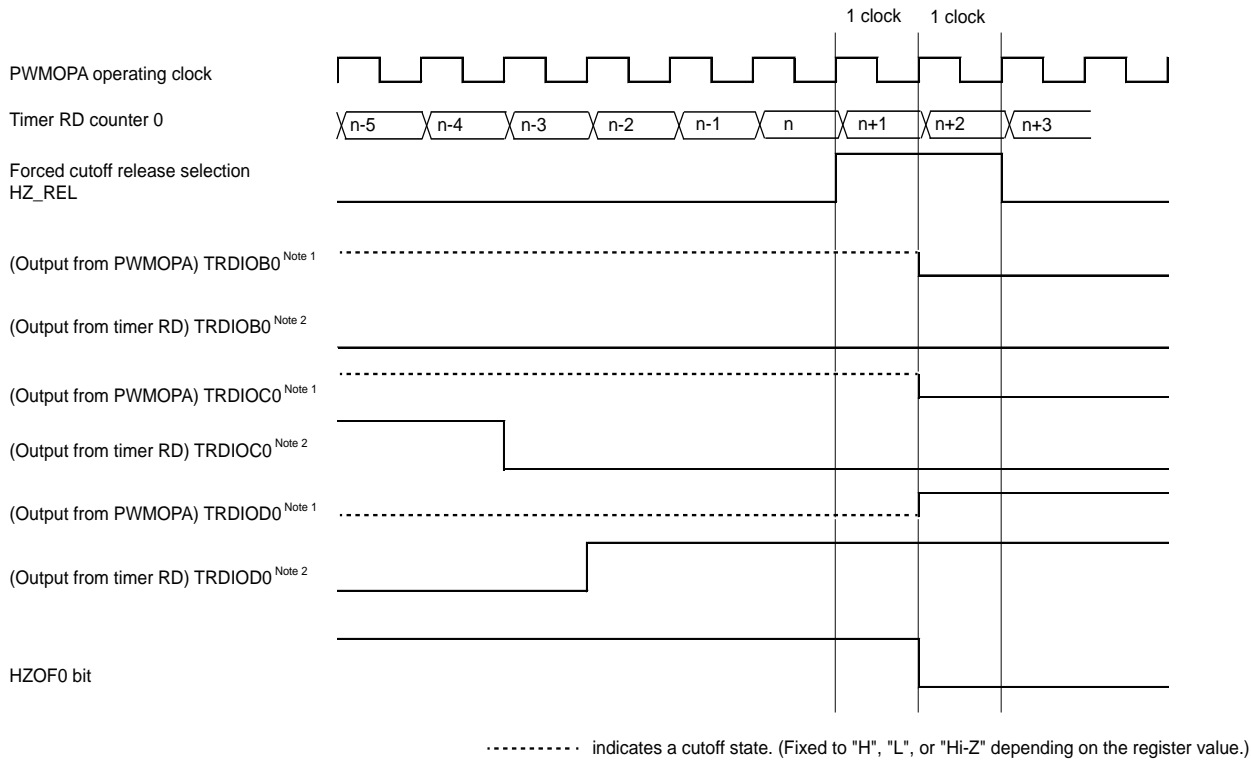 1 clock 1 clock
PWMOPA operating clock
Timer RD counter 0
n-5 n-4 n-3 n-2 n-1 n n+1 n+2 n+3
Forced cutoff release selection
HZ_REL
(Output from PWMOPA) TRDIOB0 Note 1
(Output from timer RD) TRDIOB0 Note 2
(Output from PWMOPA) TRDIOC0 Note 1
(Output from timer RD) TRDIOC0 Note 2
(Output from PWMOPA) TRDIOD0 Note 1
(Output from timer RD) TRDIOD0 Note 2
HZOF0 bit
indicates a cutoff state. (Fixed to "H", "L", or "Hi-Z" depending on the register value.)